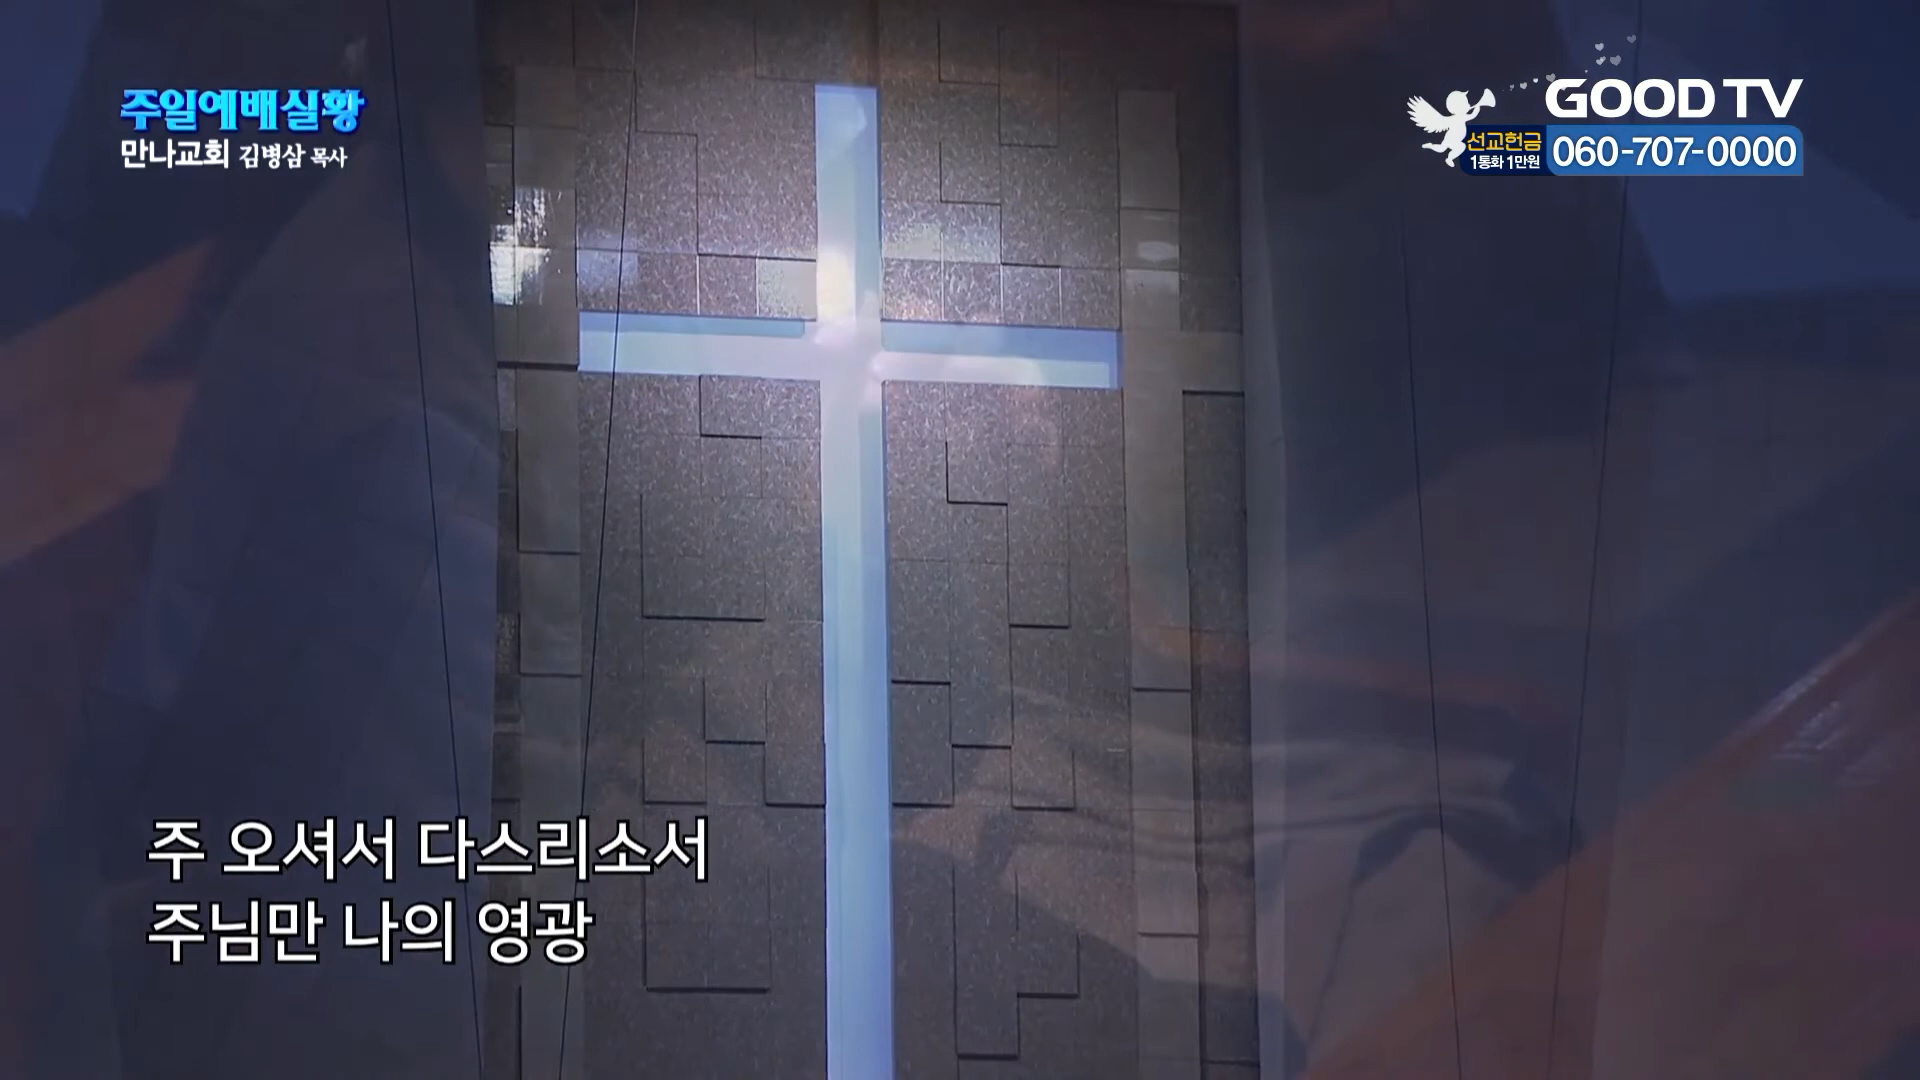 주일예배실황
만나교회 김병삼 목사
GOOD TV
선교헌금
1통화 1만원
060-707-0000
주 오셔서 다스리소서
주님만 나의 영광